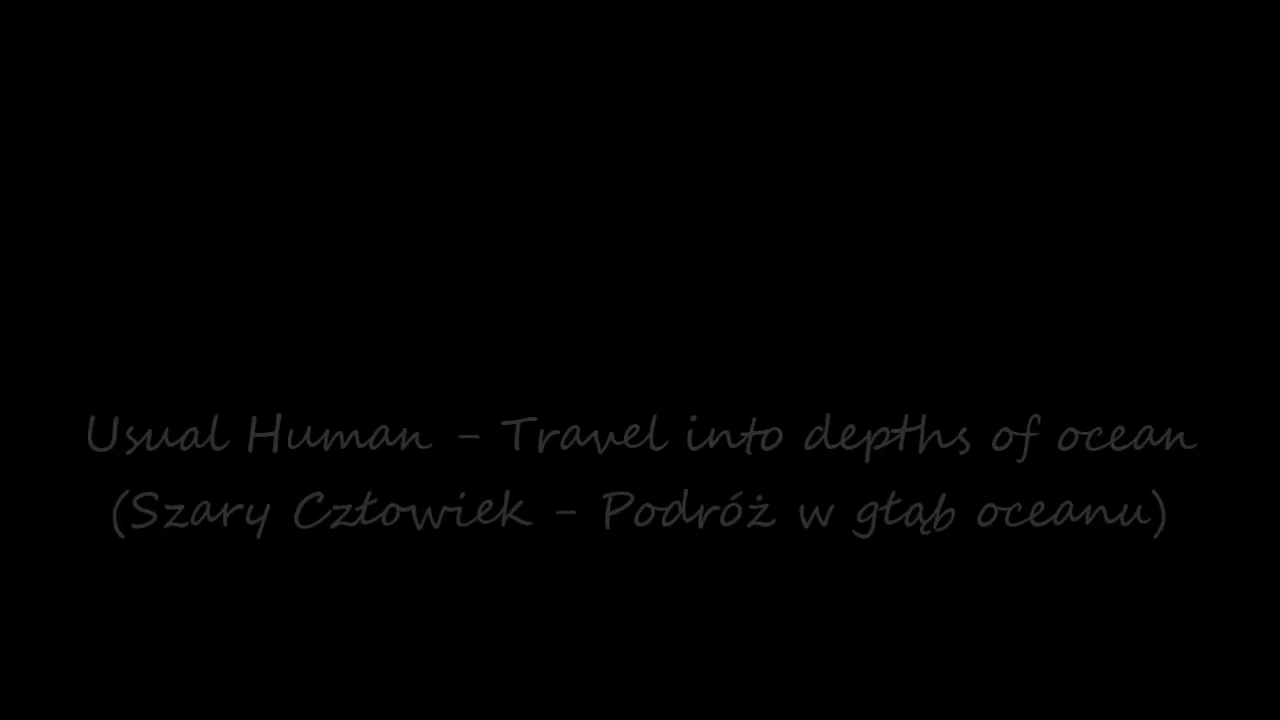 Usual Human - Travel into depths of ocean
(Szary Człowiek - Podróż w głąb oceanu)